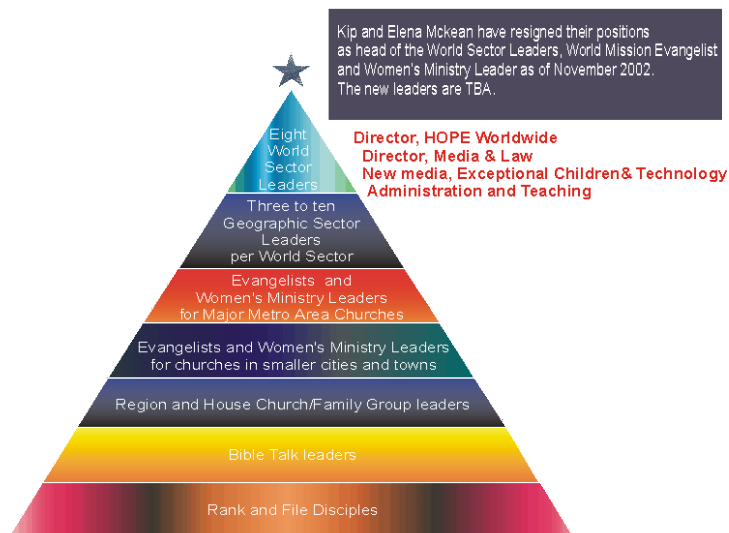 Kip and Elena Mckean have resigned their positions
as head of the World Sector Leaders, World Mission Evangelist
and Women's Ministry Leader as of November 2002.
The new leaders are TBA.
Eight
World
Sector
Leaders
Director, HOPE Worldwide
Director, Media & Law
New media, Exceptional Children& Technology
Administration and Teaching
Three to ten
Geographic Sector
Leaders
per World Sector
Evangelists and
Women's Ministry Leaders
for Major Metro Area Churches
Evangelists and Women's Ministry Leaders
for churches in smaller cities and towns
Region and House Church/Family Group leaders
Bible Talk leaders
Rank and File Disciples